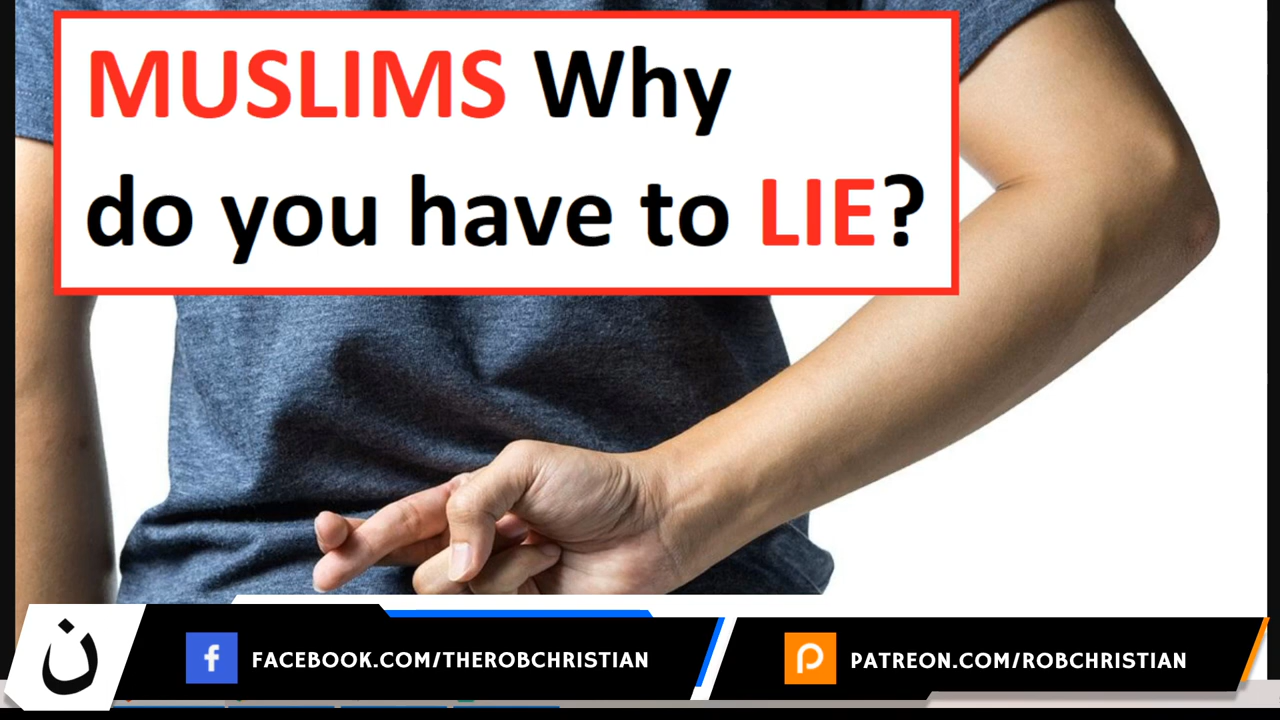 MUSLIMS Why
do you have to LIE?
ن
FACEBOOK.COM/THEROBCHRISTIAN
PATREON.COM/ROBCHRISTIAN